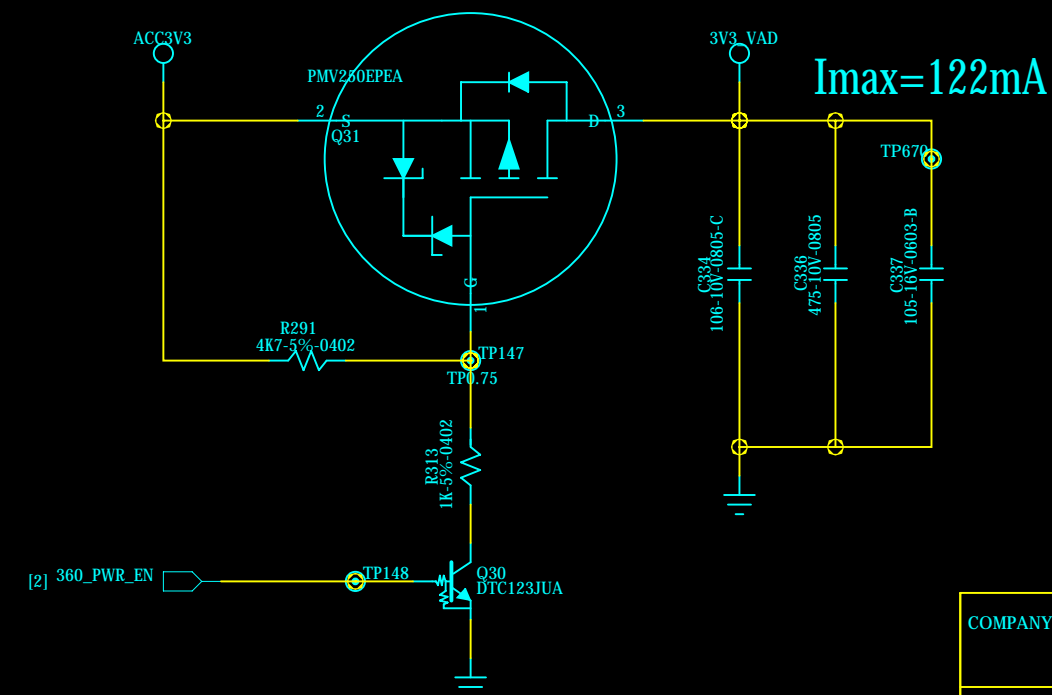 ACC3V3
3V3_VAD
Imax=122mA
PMV250EPEA
2
S
Q31
D
3
TP670
C334
106-10V-0805-C
C336
475-10V-0805
C337
105-16V-0603-B
G
1
R291
4K7-5%-0402
TP147
TP0.75
R313
1K-5%-0402
[2] 360_PWR_EN
TP148
Q30
DTC123JUA
COMPANY